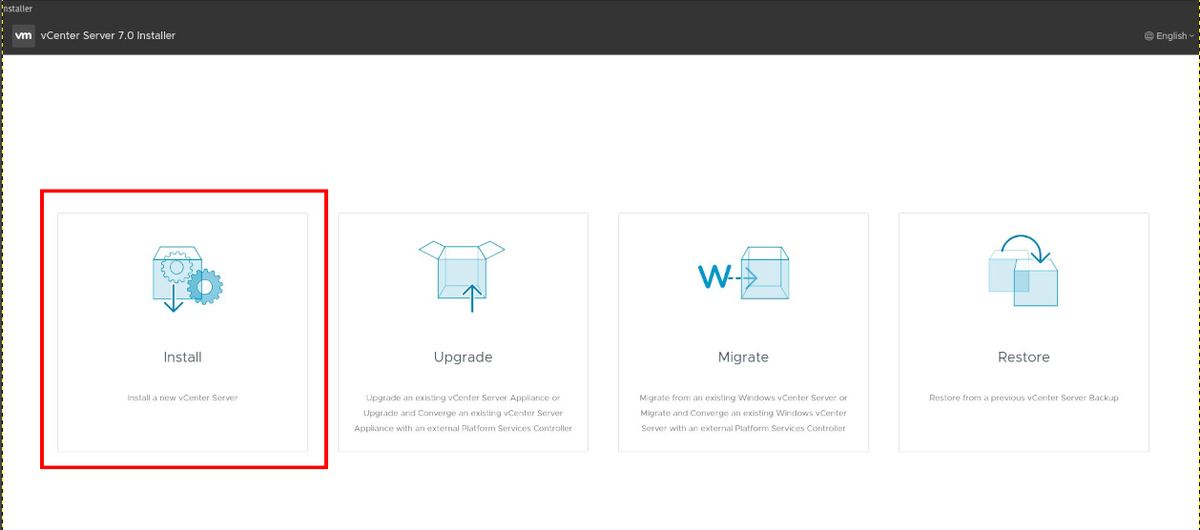 nstaller
vm vCenter Server 7.0 Installer
English
Install
Install a new vCenter Server
Upgrade
Upgrade an existing vCenter Server Appliance or
Upgrade and Converge an existing vCenter Server
Appliance with an external Platform Services Controller
W
Migrate
Migrate from an existing Windows vCenter Server or
Migrate and Converge an existing Windows vCenter
Server with an external Platform Services Controller
Restore
Restore from a previous vCenter Server Backup